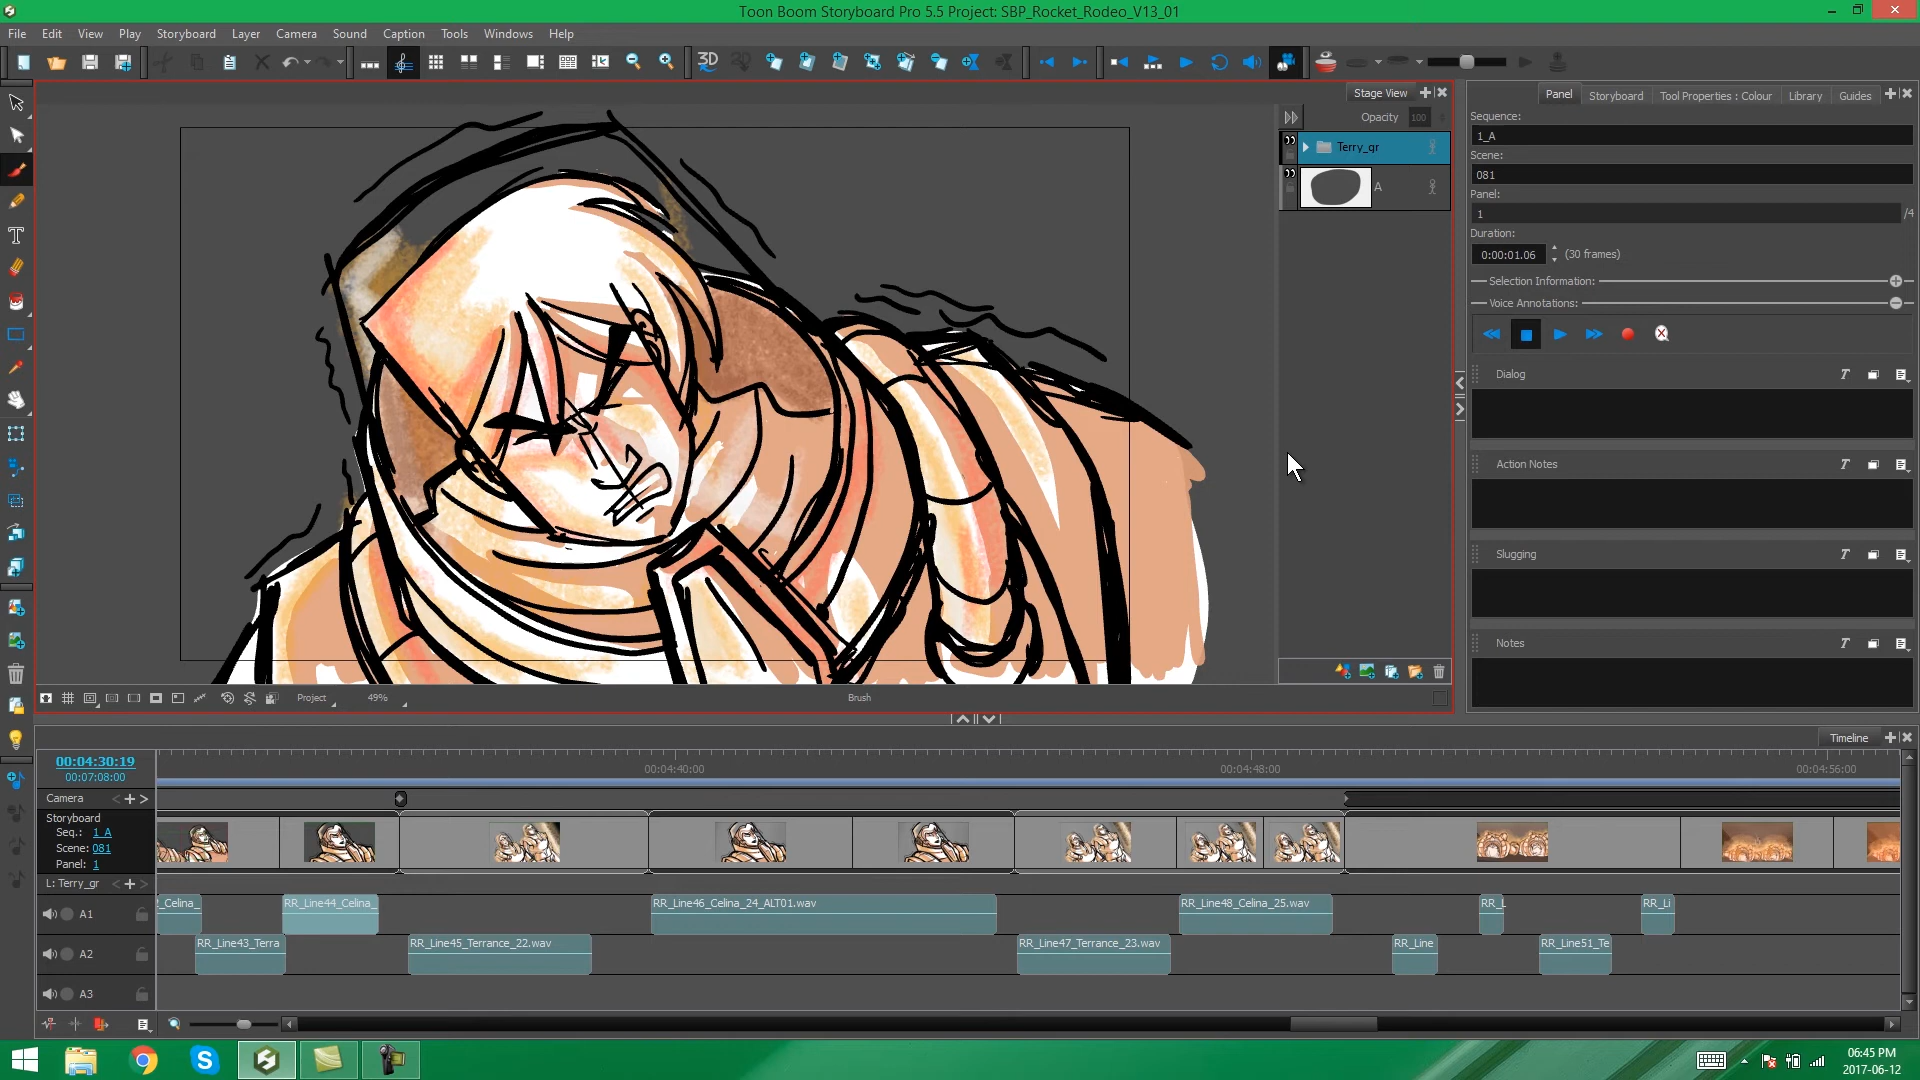 Toon Boom Storyboard Pro 5.5 Project: SBP_Rocket_Rodeo_V13_01
File Edit View Play Storyboard Layer Camera Sound Caption Tools Windows Help
3D
Stage View
Opacity 100
Terry_gr
A
Panel Storyboard Tool Properties : Colour Library Guides
Sequence:
1_A
Scene:
081
Panel:
1 /4
Duration:
0:00:01.06 (30 frames)
Selection Information:
Voice Annotations:
Dialog
Action Notes
Slugging
Notes
Project 49% Brush
Timeline
00:04:30:19
00:07:08:00
00:04:40:00 00:04:48:00 00:04:56:00
Camera
Storyboard
Seq.: 1_A
Scene: 081
Panel: 1
L: Terry_gr
A1 _Celina_ RR_Line44_Celina_ RR_Line46_Celina_24_ALT01.wav RR_Line48_Celina_25.wav RR_L RR_Li
A2 RR_Line43_Terra RR_Line45_Terrance_22.wav RR_Line47_Terrance_23.wav RR_Line RR_Line51_Te
A3
06:45 PM
2017-06-12